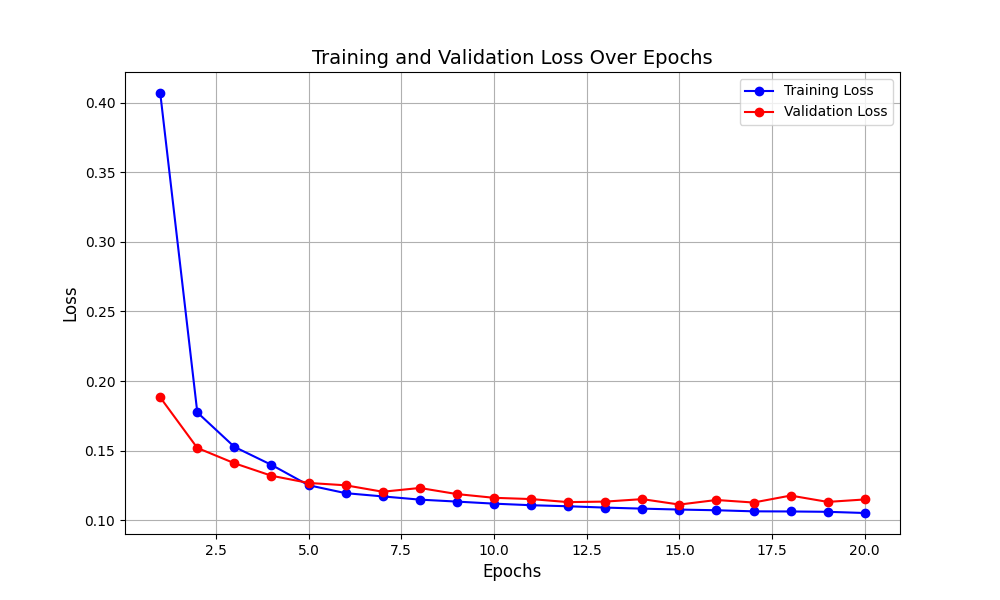 Training and Validation Loss Over Epochs
Training Loss
Validation Loss
0.40
0.35
0.30
0.25
0.20
0.15
0.10
Loss
2.5 5.0 7.5 10.0 12.5 15.0 17.5 20.0
Epochs